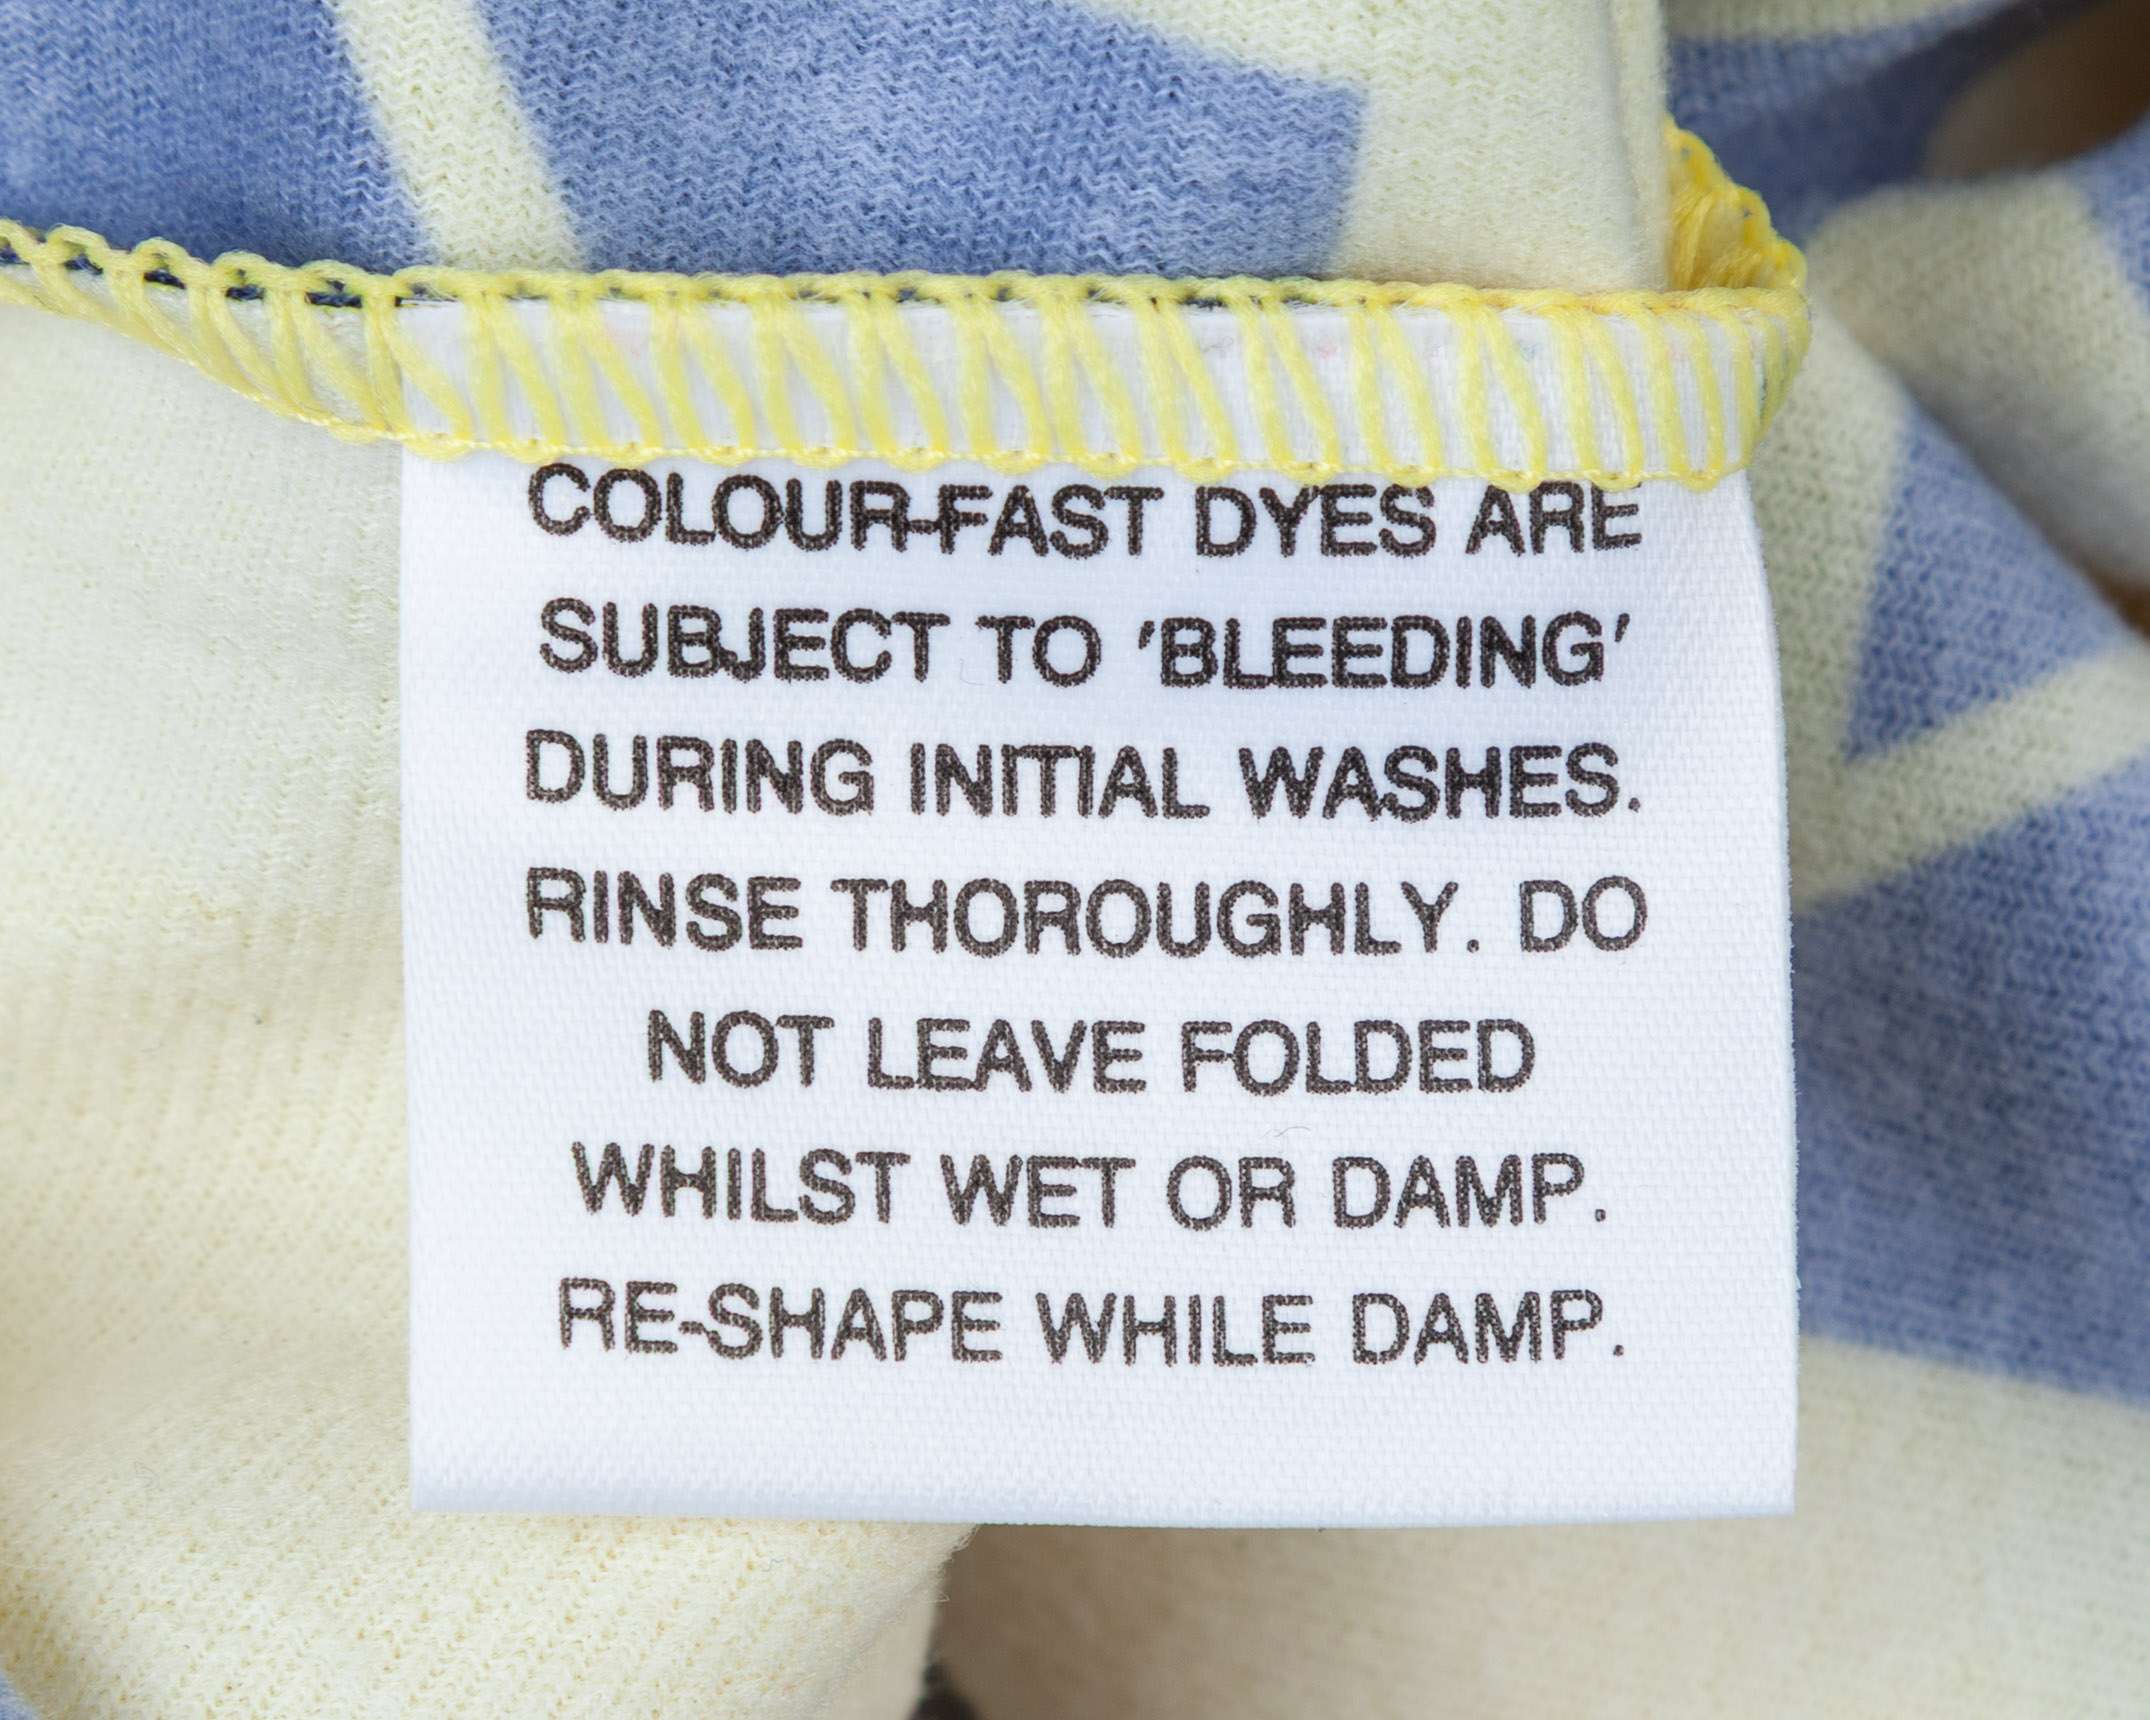 COLOUR-FAST DYES ARE
SUBJECT TO 'BLEEDING'
DURING INITIAL WASHES.
RINSE THOROUGHLY. DO
NOT LEAVE FOLDED
WHILST WET OR DAMP.
RE-SHAPE WHILE DAMP.